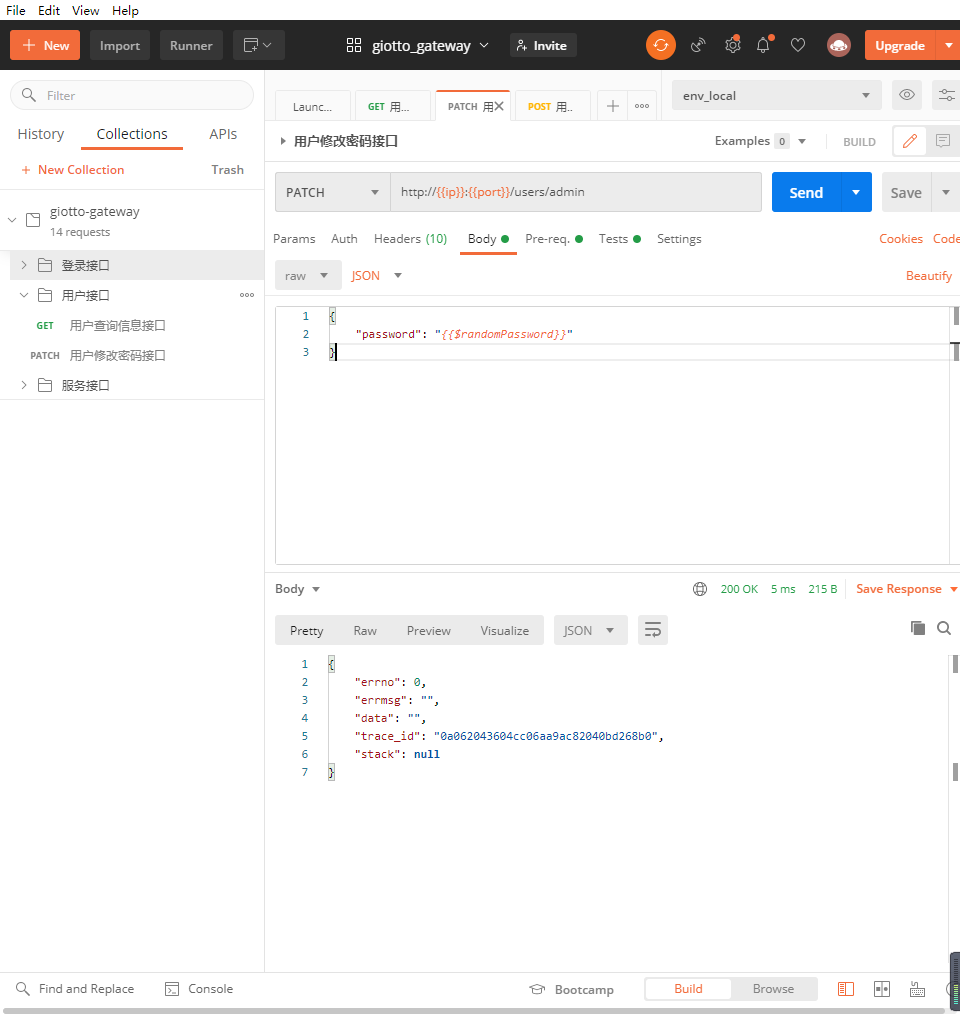 File Edit View Help
New Import Runner giotto_gateway Invite Upgrade
Filter
History Collections APIs
New Collection Trash
giotto-gateway
14 requests
登录接口
用户接口
GET 用户查询信息接口
PATCH 用户修改密码接口
服务接口
Launc... GET 用... PATCH 用 POST 用.. env_local
用户修改密码接口 Examples 0 BUILD
PATCH http://{{ip}}:{{port}}/users/admin Send Save
Params Auth Headers (10) Body Pre-req. Tests Settings Cookies Code
raw JSON Beautify
1 {
2 "password": "{{$randomPassword}}"
3 }
Body 200 OK 5 ms 215 B Save Response
Pretty Raw Preview Visualize JSON
1 {
2 "errno": 0,
3 "errmsg": "",
4 "data": "",
5 "trace_id": "0a062043604cc06aa9ac82040bd268b0",
6 "stack": null
7 }
Find and Replace Console Bootcamp Build Browse